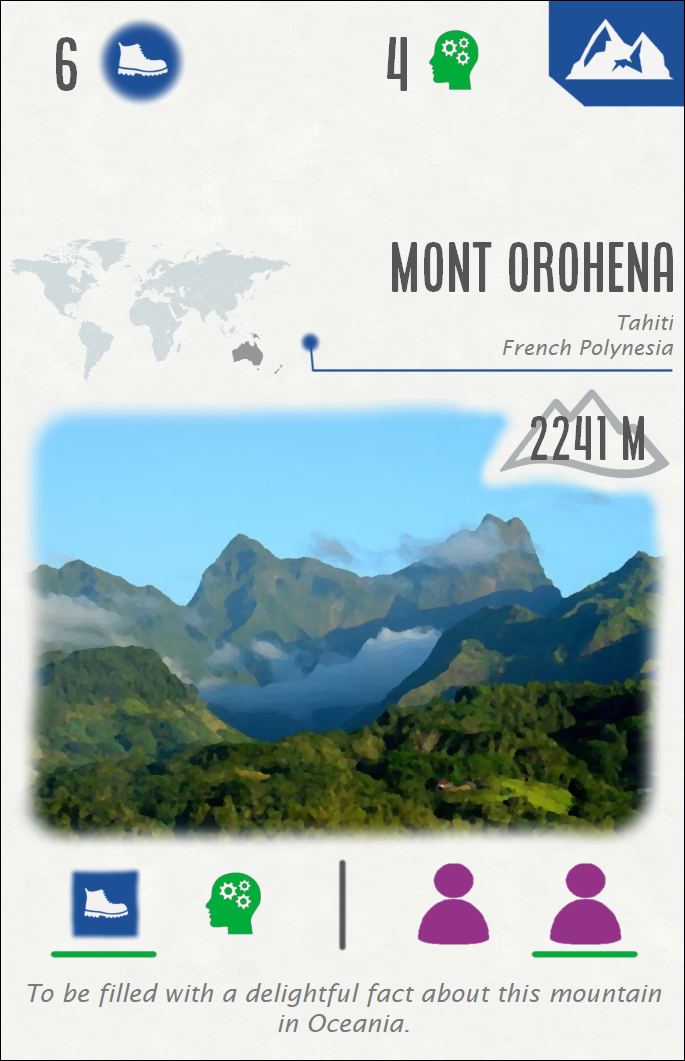 6
4
MONT OROHENA
Tahiti
French Polynesia
2241 M
To be filled with a delightful fact about this mountain
in Oceania.